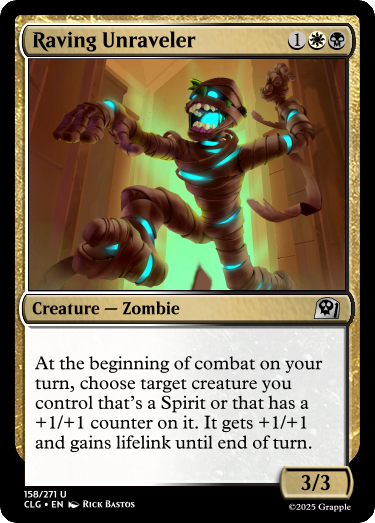 Raving Unraveler 1
Creature — Zombie
At the beginning of combat on your
turn, choose target creature you
control that's a Spirit or that has a
+1/+1 counter on it. It gets +1/+1
and gains lifelink until end of turn.
3/3
158/271 U
CLG • EN Rick Bastos
©2025 Grapple